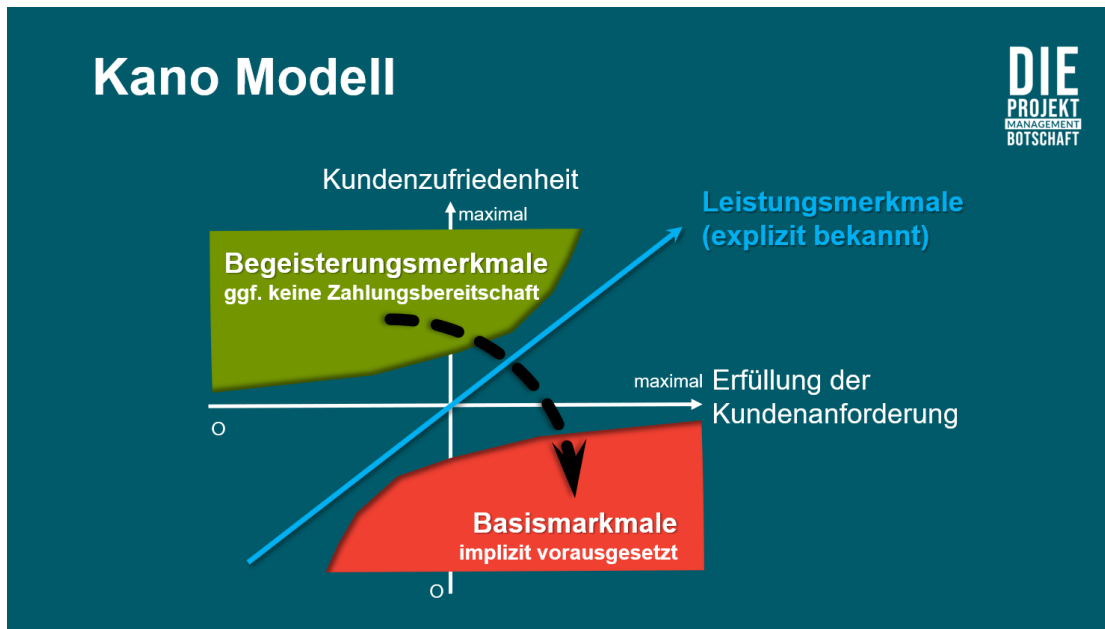 Kano Modell
DIE
PROJEKT
MANAGEMENT
BOTSCHAFT
Kundenzufriedenheit
maximal
Leistungsmerkmale
(explizit bekannt)
Begeisterungsmerkmale
ggf. keine Zahlungsbereitschaft
maximal
Erfüllung der
Kundenanforderung
O
Basismarkmale
implizit vorausgesetzt
O